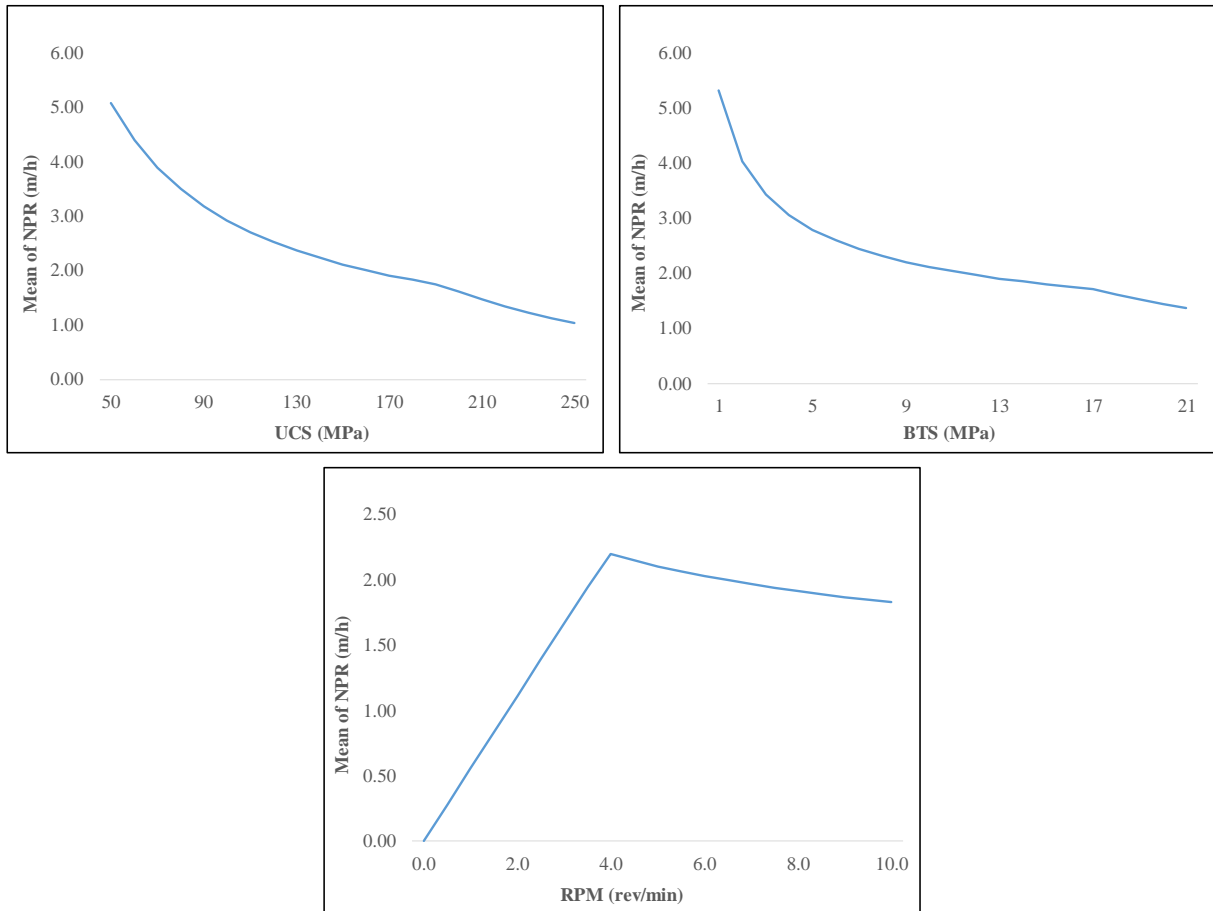 6.00
5.00
4.00
3.00
2.00
1.00
0.00
Mean of NPR (m/h)
50 90 130 170 210 250
UCS (MPa)
6.00
5.00
4.00
3.00
2.00
1.00
0.00
Mean of NPR (m/h)
1 5 9 13 17 21
BTS (MPa)
2.50
2.00
1.50
1.00
0.50
0.00
Mean of NPR (m/h)
0.0 2.0 4.0 6.0 8.0 10.0
RPM (rev/min)